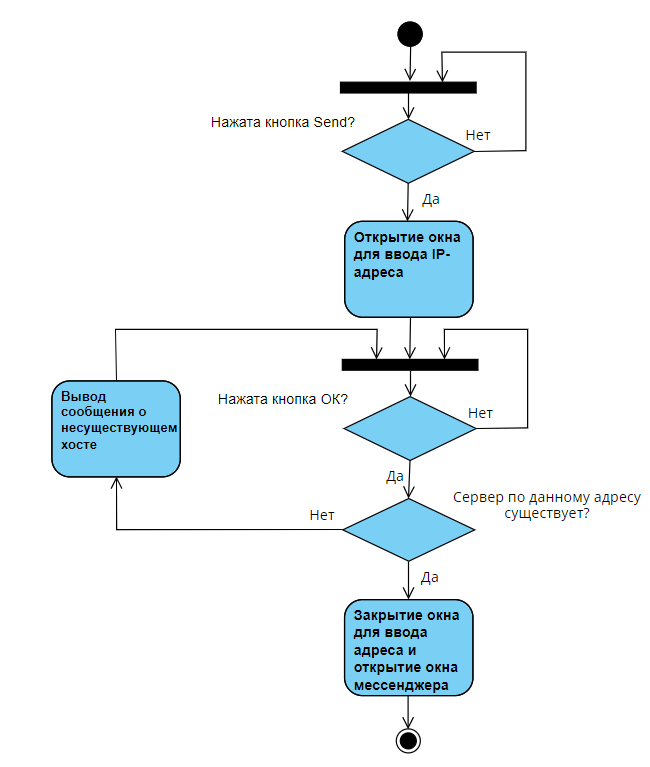 Нажата кнопка Send?
Нет
Да
Открытие окна
для ввода IP-
адреса
Вывод
сообщения о
несуществующем
хосте
Нажата кнопка ОК?
Нет
Да
Сервер по данному адресу
существует?
Нет
Да
Закрытие окна
для ввода
адреса и
открытие окна
мессенджера